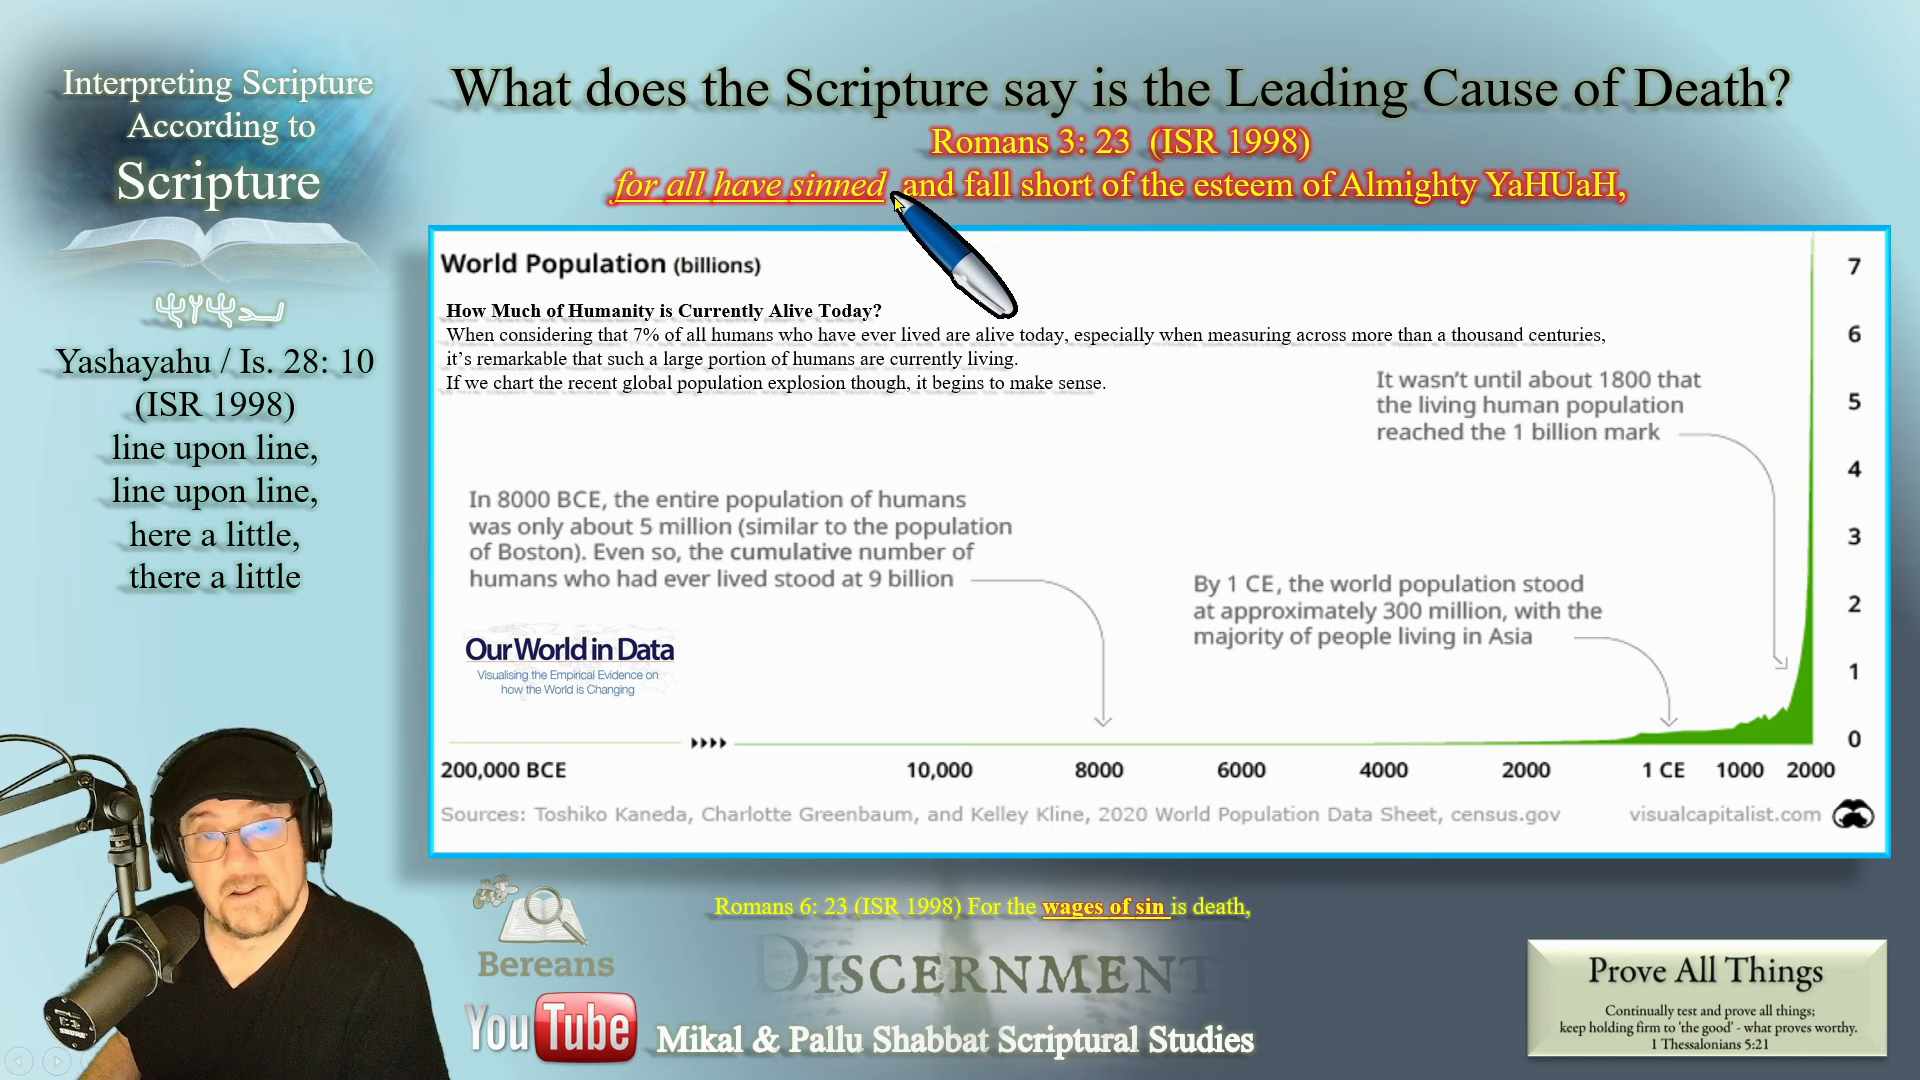 Interpreting Scripture
According to
Scripture
Yashayahu / Is. 28: 10
(ISR 1998)
line upon line,
line upon line,
here a little,
there a little
What does the Scripture say is the Leading Cause of Death?
Romans 3: 23 (ISR 1998)
for all have sinned and fall short of the esteem of Almighty YaHUaH,
World Population (billions)
How Much of Humanity is Currently Alive Today?
When considering that 7% of all humans who have ever lived are alive today, especially when measuring across more than a thousand centuries,
it's remarkable that such a large portion of humans are currently living.
If we chart the recent global population explosion though, it begins to make sense.
It wasn't until about 1800 that
the living human population
reached the 1 billion mark
In 8000 BCE, the entire population of humans
was only about 5 million (similar to the population
of Boston). Even so, the cumulative number of
humans who had ever lived stood at 9 billion
By 1 CE, the world population stood
at approximately 300 million, with the
majority of people living in Asia
Our World in Data
Visualising the Empirical Evidence on
how the World is Changing
7
6
5
4
3
2
1
0
200,000 BCE 10,000 8000 6000 4000 2000 1 CE 1000 2000
Sources: Toshiko Kaneda, Charlotte Greenbaum, and Kelley Kline, 2020 World Population Data Sheet, census.gov visualcapitalist.com
Romans 6: 23 (ISR 1998) For the wages of sin is death,
Bereans
DISCERNMENT
YouTube
Mikal & Pallu Shabbat Scriptural Studies
Prove All Things
Continually test and prove all things;
keep holding firm to 'the good' - what proves worthy.
1 Thessalonians 5:21